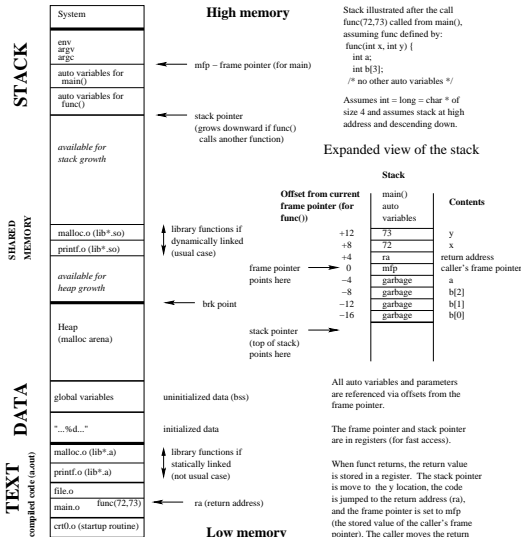 High memory
STACK
System
env
argv
argc
auto variables for
main()
auto variables for
func()
available for
stack growth
mfp – frame pointer (for main)
stack pointer
(grows downward if func()
calls another function)
SHARED
MEMORY
malloc.o (lib*.so)
printf.o (lib*.so)
library functions if
dynamically linked
(usual case)
available for
heap growth
brk point
Heap
(malloc arena)
DATA
global variables
uninitialized data (bss)
"...%d..."
initialized data
TEXT
compiled code (a.out)
malloc.o (lib*.a)
printf.o (lib*.a)
library functions if
statically linked
(not usual case)
file.o
main.o
func(72,73)
ra (return address)
crt0.o (startup routine)
Low memory
Stack illustrated after the call
func(72,73) called from main(),
assuming func defined by:
func(int x, int y) {
int a;
int b[3];
/* no other auto variables */
Assumes int = long = char * of
size 4 and assumes stack at high
address and descending down.
Expanded view of the stack
Stack
Offset from current
frame pointer (for
func())
main()
auto
variables
Contents
+12 73 y
+8 72 x
+4 ra return address
0 mfp caller's frame pointer
−4 garbage a
−8 garbage b[2]
−12 garbage b[1]
−16 garbage b[0]
frame pointer
points here
stack pointer
(top of stack)
points here
All auto variables and parameters
are referenced via offsets from the
frame pointer.
The frame pointer and stack pointer
are in registers (for fast access).
When funct returns, the return value
is stored in a register. The stack pointer
is move to the y location, the code
is jumped to the return address (ra),
and the frame pointer is set to mfp
(the stored value of the caller's frame
pointer). The caller moves the return